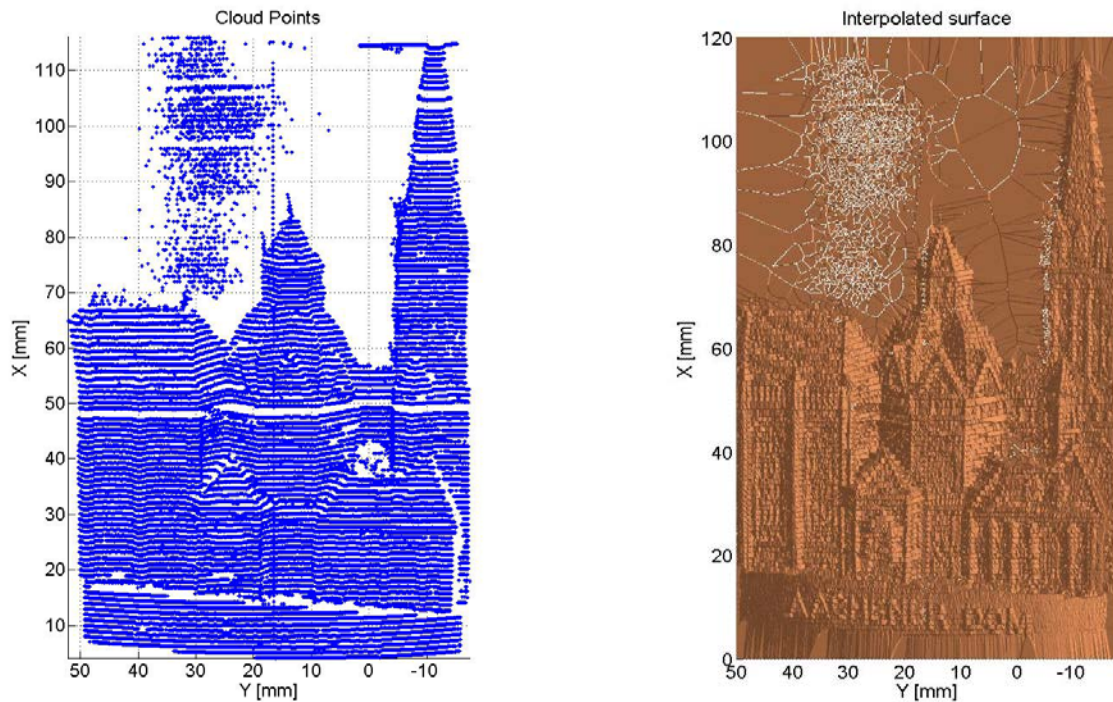 Cloud Points
Interpolated surface
110
100
90
80
70
60
50
40
30
20
10
X [mm]
50 40 30 20 10 0 -10
Y [mm]
120
100
80
60
40
20
0
X [mm]
50 40 30 20 10 0 -10
Y [mm]
AACHENER DOM